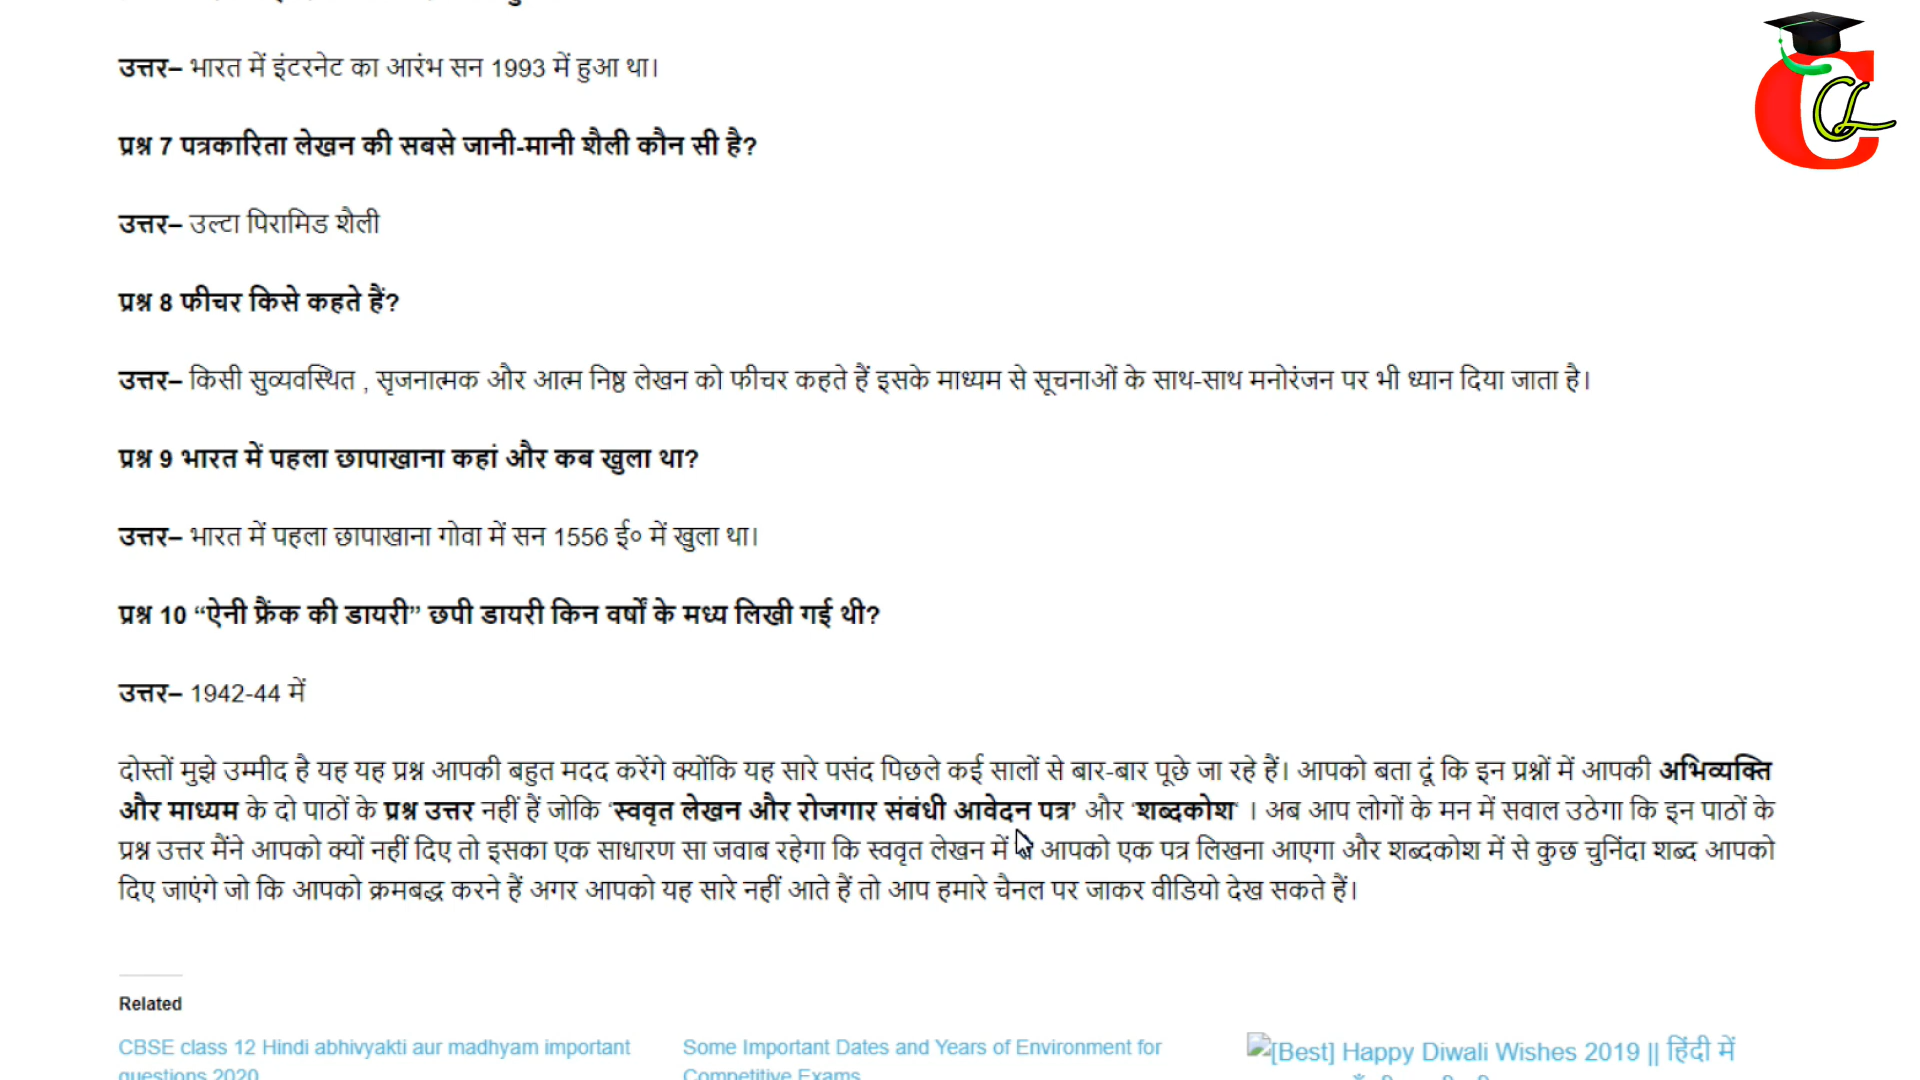 उत्तर– भारत में इंटरनेट का आरंभ सन 1993 में हुआ था।
प्रश्न 7 पत्रकारिता लेखन की सबसे जानी-मानी शैली कौन सी है?
उत्तर– उल्टा पिरामिड शैली
प्रश्न 8 फीचर किसे कहते हैं?
उत्तर– किसी सुव्यवस्थित , सृजनात्मक और आत्म निष्ठ लेखन को फीचर कहते हैं इसके माध्यम से सूचनाओं के साथ-साथ मनोरंजन पर भी ध्यान दिया जाता है।
प्रश्न 9 भारत में पहला छापाखाना कहां और कब खुला था?
उत्तर– भारत में पहला छापाखाना गोवा में सन 1556 ई० में खुला था।
प्रश्न 10 “ऐनी फ्रैंक की डायरी” छपी डायरी किन वर्षों के मध्य लिखी गई थी?
उत्तर– 1942-44 में
दोस्तों मुझे उम्मीद है यह यह प्रश्न आपकी बहुत मदद करेंगे क्योंकि यह सारे पसंद पिछले कई सालों से बार-बार पूछे जा रहे हैं। आपको बता दूं कि इन प्रश्नों में आपकी अभिव्यक्ति
और माध्यम के दो पाठों के प्रश्न उत्तर नहीं हैं जोकि ‘स्ववृत लेखन और रोजगार संबंधी आवेदन पत्र’ और ‘शब्दकोश‘ । अब आप लोगों के मन में सवाल उठेगा कि इन पाठों के
प्रश्न उत्तर मैंने आपको क्यों नहीं दिए तो इसका एक साधारण सा जवाब रहेगा कि स्ववृत लेखन में से आपको एक पत्र लिखना आएगा और शब्दकोश में से कुछ चुनिंदा शब्द आपको
दिए जाएंगे जो कि आपको क्रमबद्ध करने हैं अगर आपको यह सारे नहीं आते हैं तो आप हमारे चैनल पर जाकर वीडियो देख सकते हैं।
Related
CBSE class 12 Hindi abhivyakti aur madhyam important
questions 2020
Some Important Dates and Years of Environment for
Competitive Exams
[Best] Happy Diwali Wishes 2019 || हिंदी में